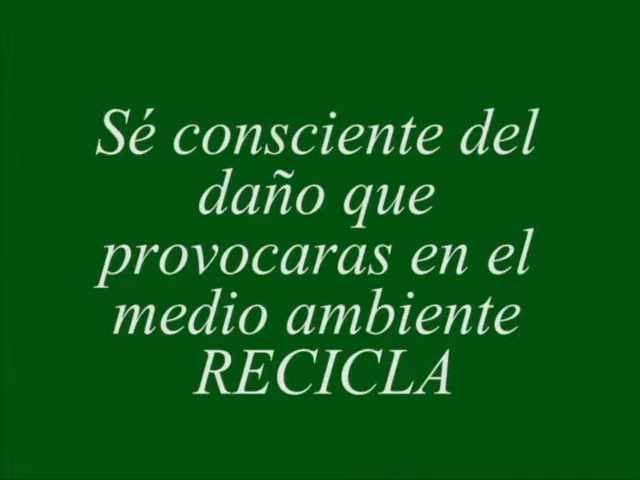 Sé consciente del
daño que
provocaras en el
medio ambiente
RECICLA